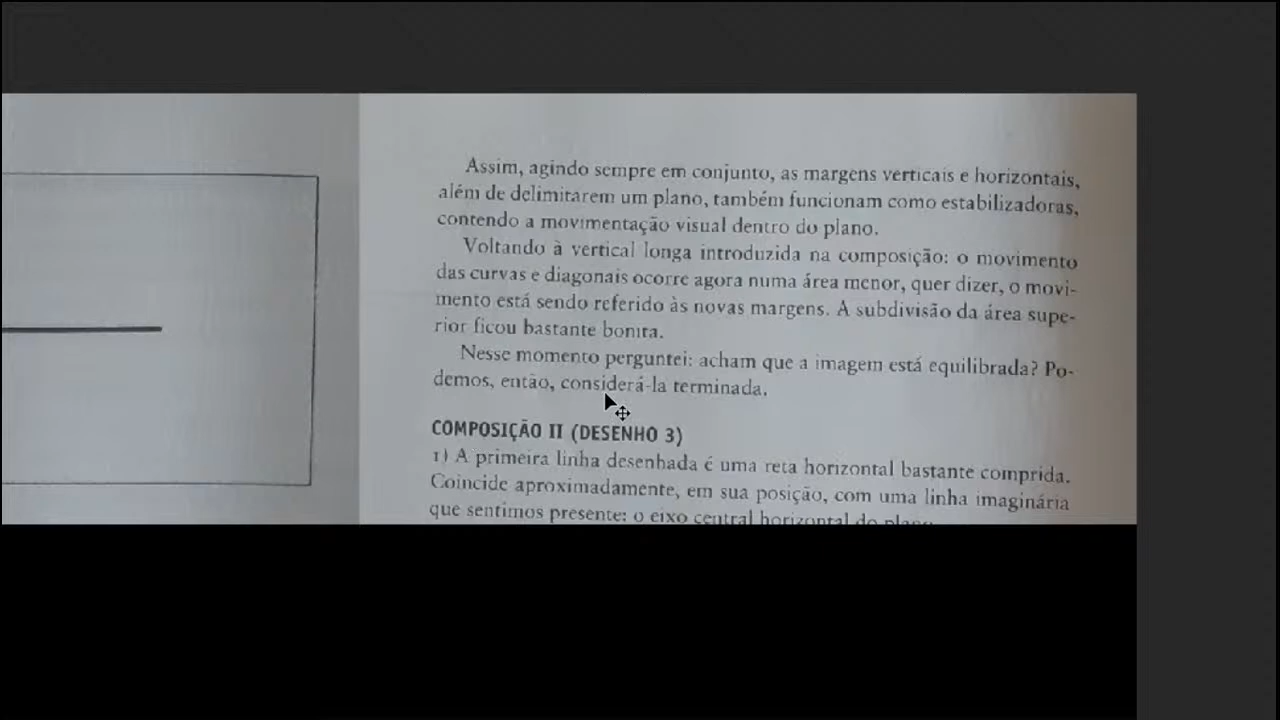 Assim, agindo sempre em conjunto, as margens verticais e horizontais,
além de delimitarem um plano, também funcionam como estabilizadoras,
contendo a movimentação visual dentro do plano.
Voltando à vertical longa introduzida na composição: o movimento
das curvas e diagonais ocorre agora numa área menor, quer dizer, o movi-
mento está sendo referido às novas margens. A subdivisão da área supe-
rior ficou bastante bonita.
Nesse momento perguntei: acham que a imagem está equilibrada? Po-
demos, então, considerá-la terminada.
COMPOSIÇÃO II (DESENHO 3)
1) A primeira linha desenhada é uma reta horizontal bastante comprida.
Coincide aproximadamente, em sua posição, com uma linha imaginária
que sentimos presente: o eixo central horizontal do plano